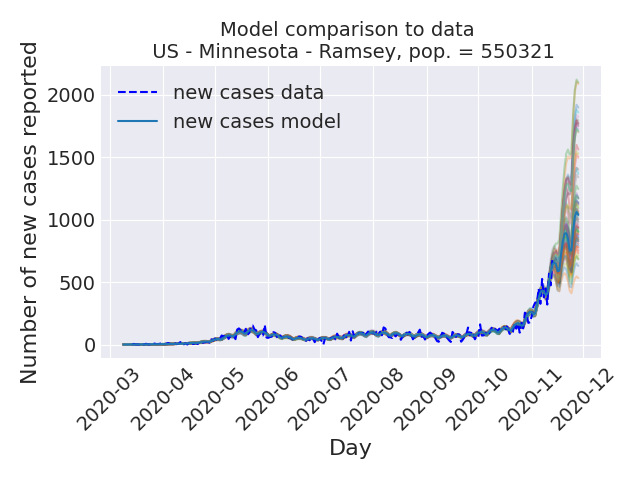 Model comparison to data
US - Minnesota - Ramsey, pop. = 550321
Number of new cases reported
2000
1500
1000
500
0
new cases data
new cases model
2020-03
2020-04
2020-05
2020-06
2020-07
2020-08
2020-09
2020-10
2020-11
2020-12
Day